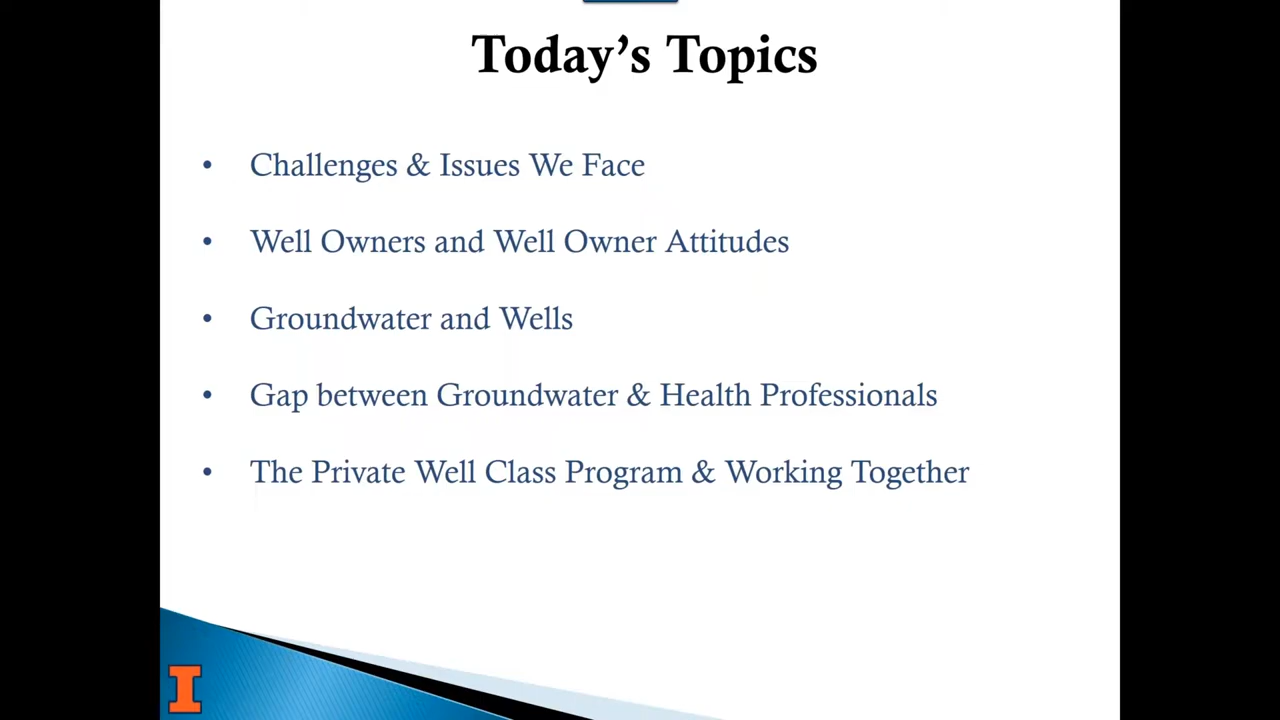 Today’s Topics
• Challenges & Issues We Face
• Well Owners and Well Owner Attitudes
• Groundwater and Wells
• Gap between Groundwater & Health Professionals
• The Private Well Class Program & Working Together
I